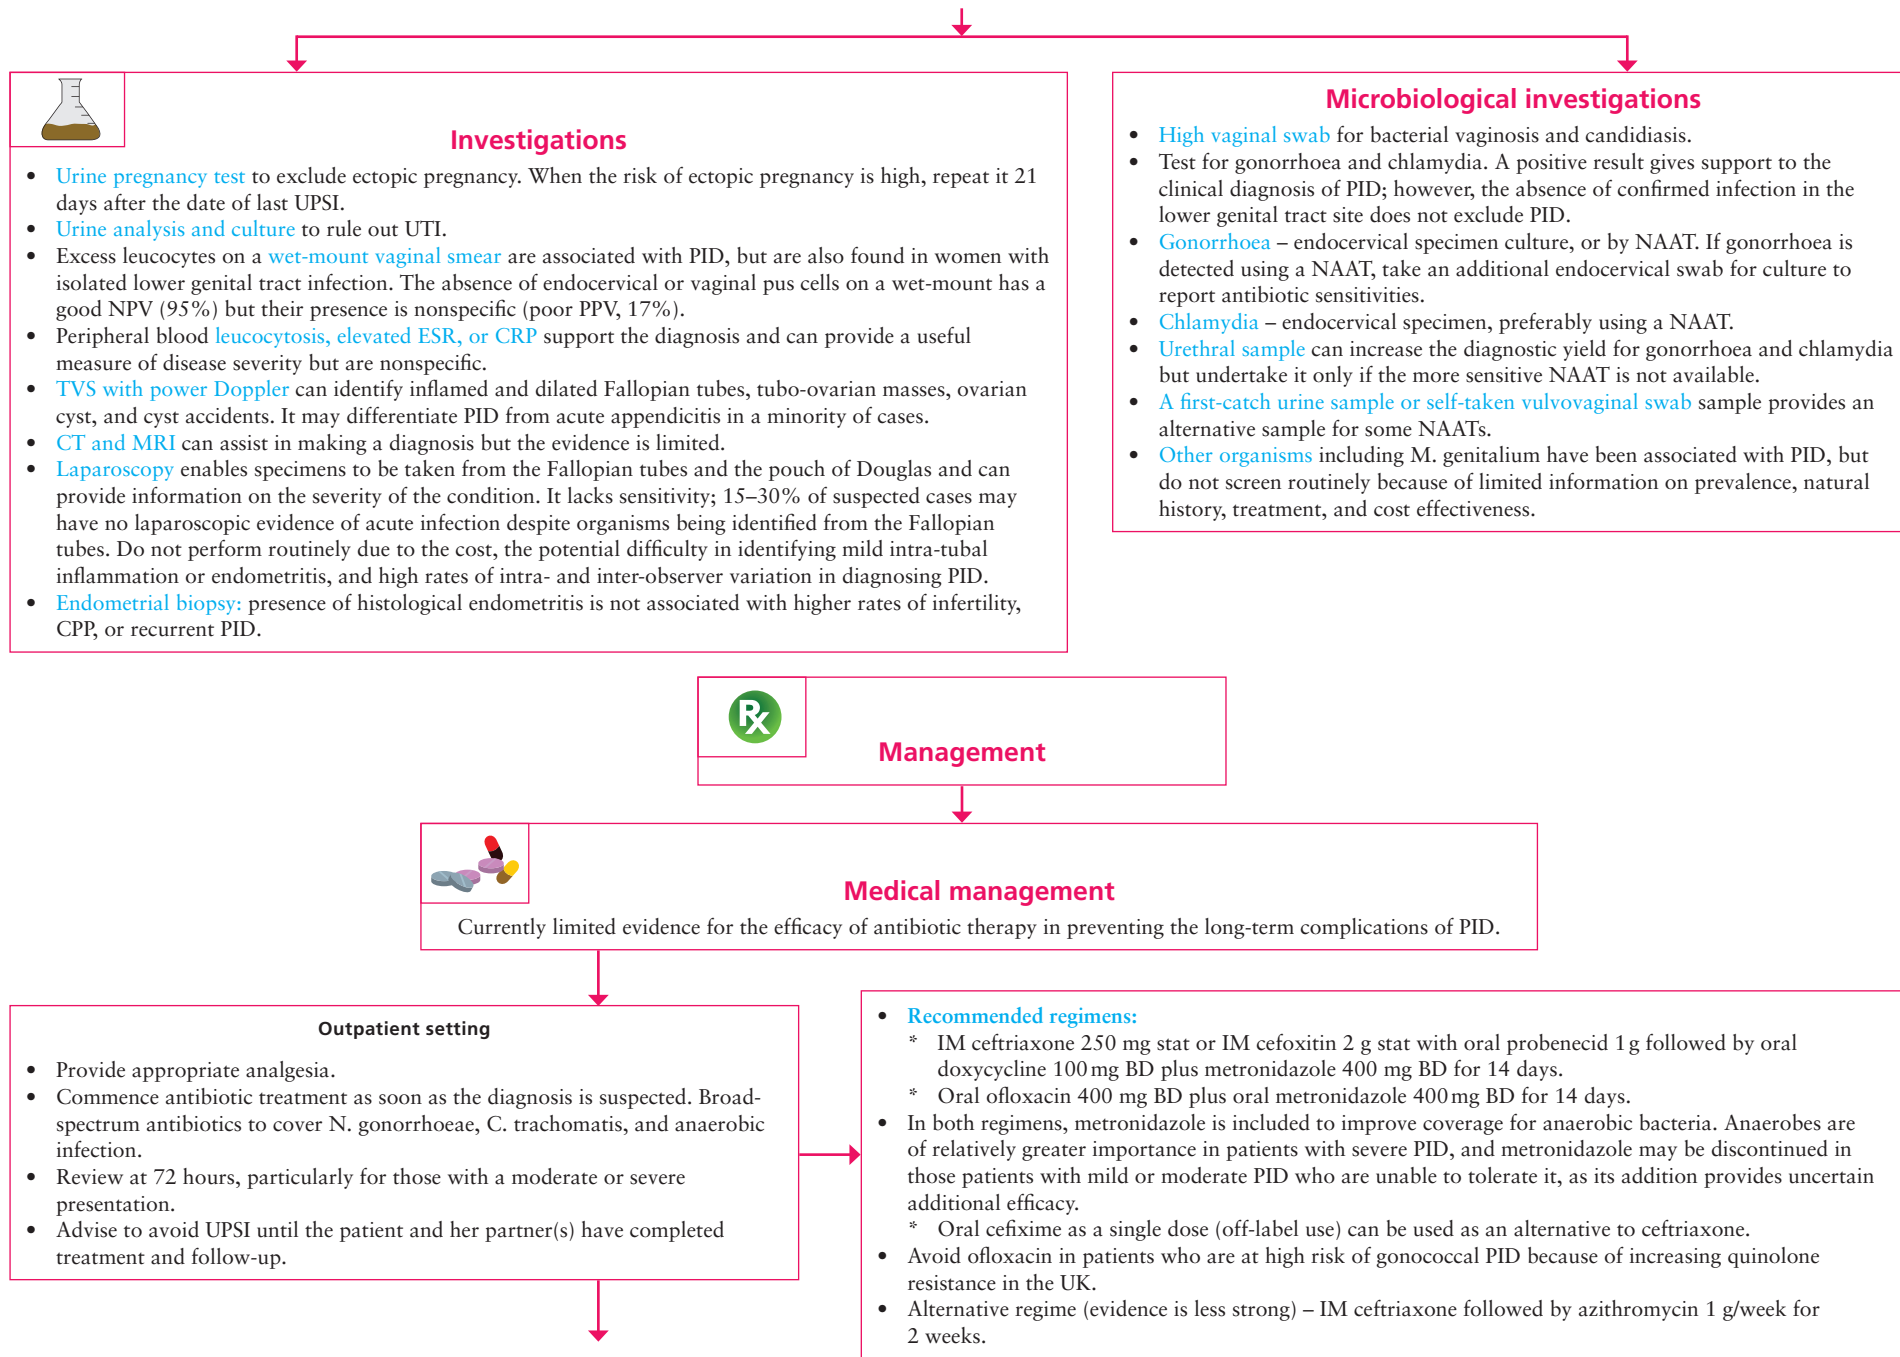 Investigations
• Urine pregnancy test to exclude ectopic pregnancy. When the risk of ectopic pregnancy is high, repeat it 21
days after the date of last UPSI.
• Urine analysis and culture to rule out UTI.
• Excess leucocytes on a wet-mount vaginal smear are associated with PID, but are also found in women with
isolated lower genital tract infection. The absence of endocervical or vaginal pus cells on a wet-mount has a
good NPV (95%) but their presence is nonspecific (poor PPV, 17%).
• Peripheral blood leucocytosis, elevated ESR, or CRP support the diagnosis and can provide a useful
measure of disease severity but are nonspecific.
• TVS with power Doppler can identify inflamed and dilated Fallopian tubes, tubo-ovarian masses, ovarian
cyst, and cyst accidents. It may differentiate PID from acute appendicitis in a minority of cases.
• CT and MRI can assist in making a diagnosis but the evidence is limited.
• Laparoscopy enables specimens to be taken from the Fallopian tubes and the pouch of Douglas and can
provide information on the severity of the condition. It lacks sensitivity; 15–30% of suspected cases may
have no laparoscopic evidence of acute infection despite organisms being identified from the Fallopian
tubes. Do not perform routinely due to the cost, the potential difficulty in identifying mild intra-tubal
inflammation or endometritis, and high rates of intra- and inter-observer variation in diagnosing PID.
• Endometrial biopsy: presence of histological endometritis is not associated with higher rates of infertility,
CPP, or recurrent PID.
Microbiological investigations
• High vaginal swab for bacterial vaginosis and candidiasis.
• Test for gonorrhoea and chlamydia. A positive result gives support to the
clinical diagnosis of PID; however, the absence of confirmed infection in the
lower genital tract site does not exclude PID.
• Gonorrhoea – endocervical specimen culture, or by NAAT. If gonorrhoea is
detected using a NAAT, take an additional endocervical swab for culture to
report antibiotic sensitivities.
• Chlamydia – endocervical specimen, preferably using a NAAT.
• Urethral sample can increase the diagnostic yield for gonorrhoea and chlamydia
but undertake it only if the more sensitive NAAT is not available.
• A first-catch urine sample or self-taken vulvovaginal swab sample provides an
alternative sample for some NAATs.
• Other organisms including M. genitalium have been associated with PID, but
do not screen routinely because of limited information on prevalence, natural
history, treatment, and cost effectiveness.
Rx
Management
Medical management
Currently limited evidence for the efficacy of antibiotic therapy in preventing the long-term complications of PID.
Outpatient setting
• Provide appropriate analgesia.
• Commence antibiotic treatment as soon as the diagnosis is suspected. Broad-
spectrum antibiotics to cover N. gonorrhoeae, C. trachomatis, and anaerobic
infection.
• Review at 72 hours, particularly for those with a moderate or severe
presentation.
• Advise to avoid UPSI until the patient and her partner(s) have completed
treatment and follow-up.
• Recommended regimens:
* IM ceftriaxone 250 mg stat or IM cefoxitin 2 g stat with oral probenecid 1 g followed by oral
doxycycline 100 mg BD plus metronidazole 400 mg BD for 14 days.
* Oral ofloxacin 400 mg BD plus oral metronidazole 400 mg BD for 14 days.
• In both regimens, metronidazole is included to improve coverage for anaerobic bacteria. Anaerobes are
of relatively greater importance in patients with severe PID, and metronidazole may be discontinued in
those patients with mild or moderate PID who are unable to tolerate it, as its addition provides uncertain
additional efficacy.
* Oral cefixime as a single dose (off-label use) can be used as an alternative to ceftriaxone.
• Avoid ofloxacin in patients who are at high risk of gonococcal PID because of increasing quinolone
resistance in the UK.
• Alternative regime (evidence is less strong) – IM ceftriaxone followed by azithromycin 1 g/week for
2 weeks.